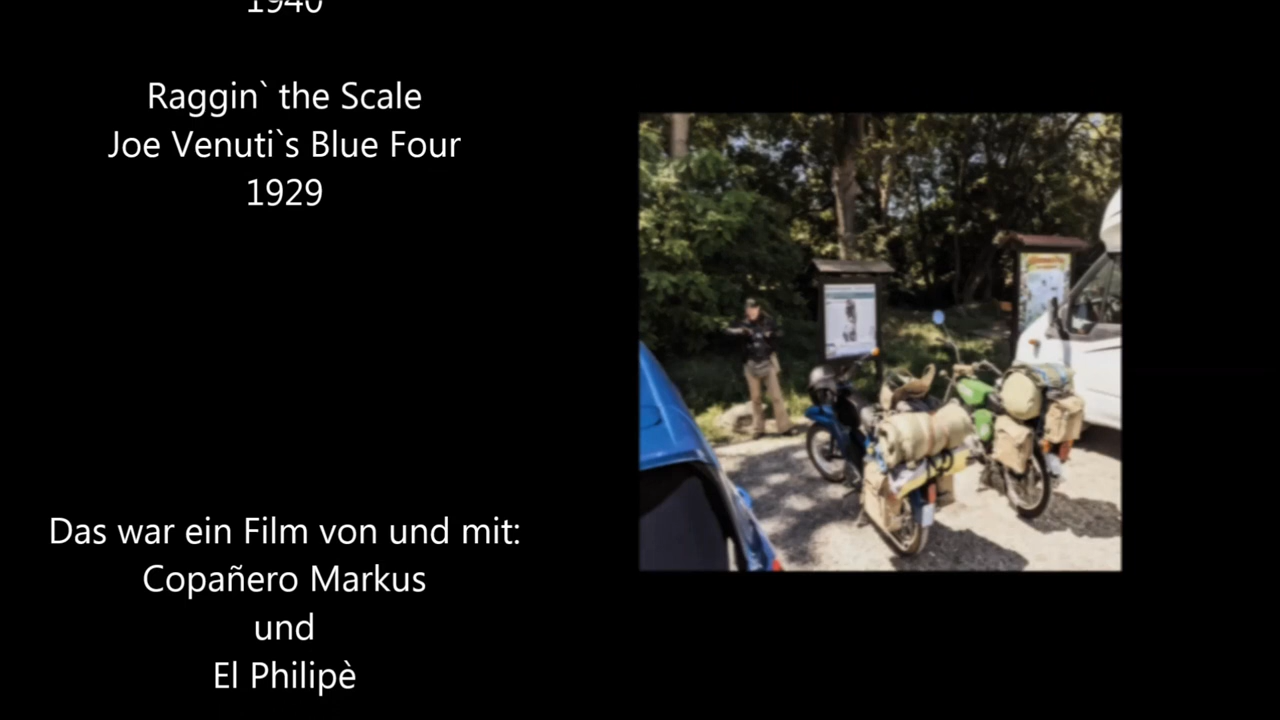 1940
Raggin` the Scale
Joe Venuti`s Blue Four
1929
Das war ein Film von und mit:
Copañero Markus
und
El Philipè